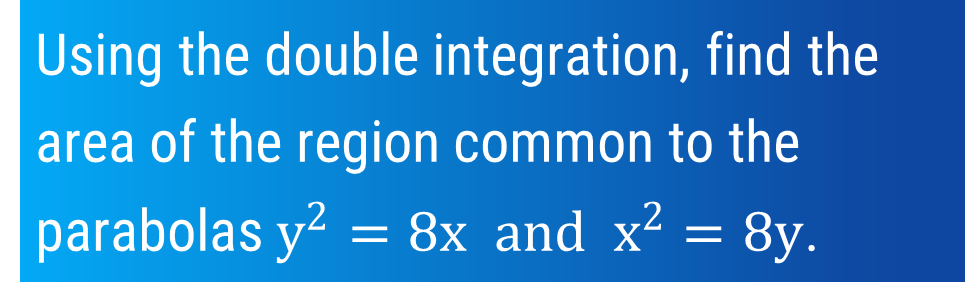 Using the double integration, find the
area of the region common to the
parabolas y² = 8x and x² = 8y.